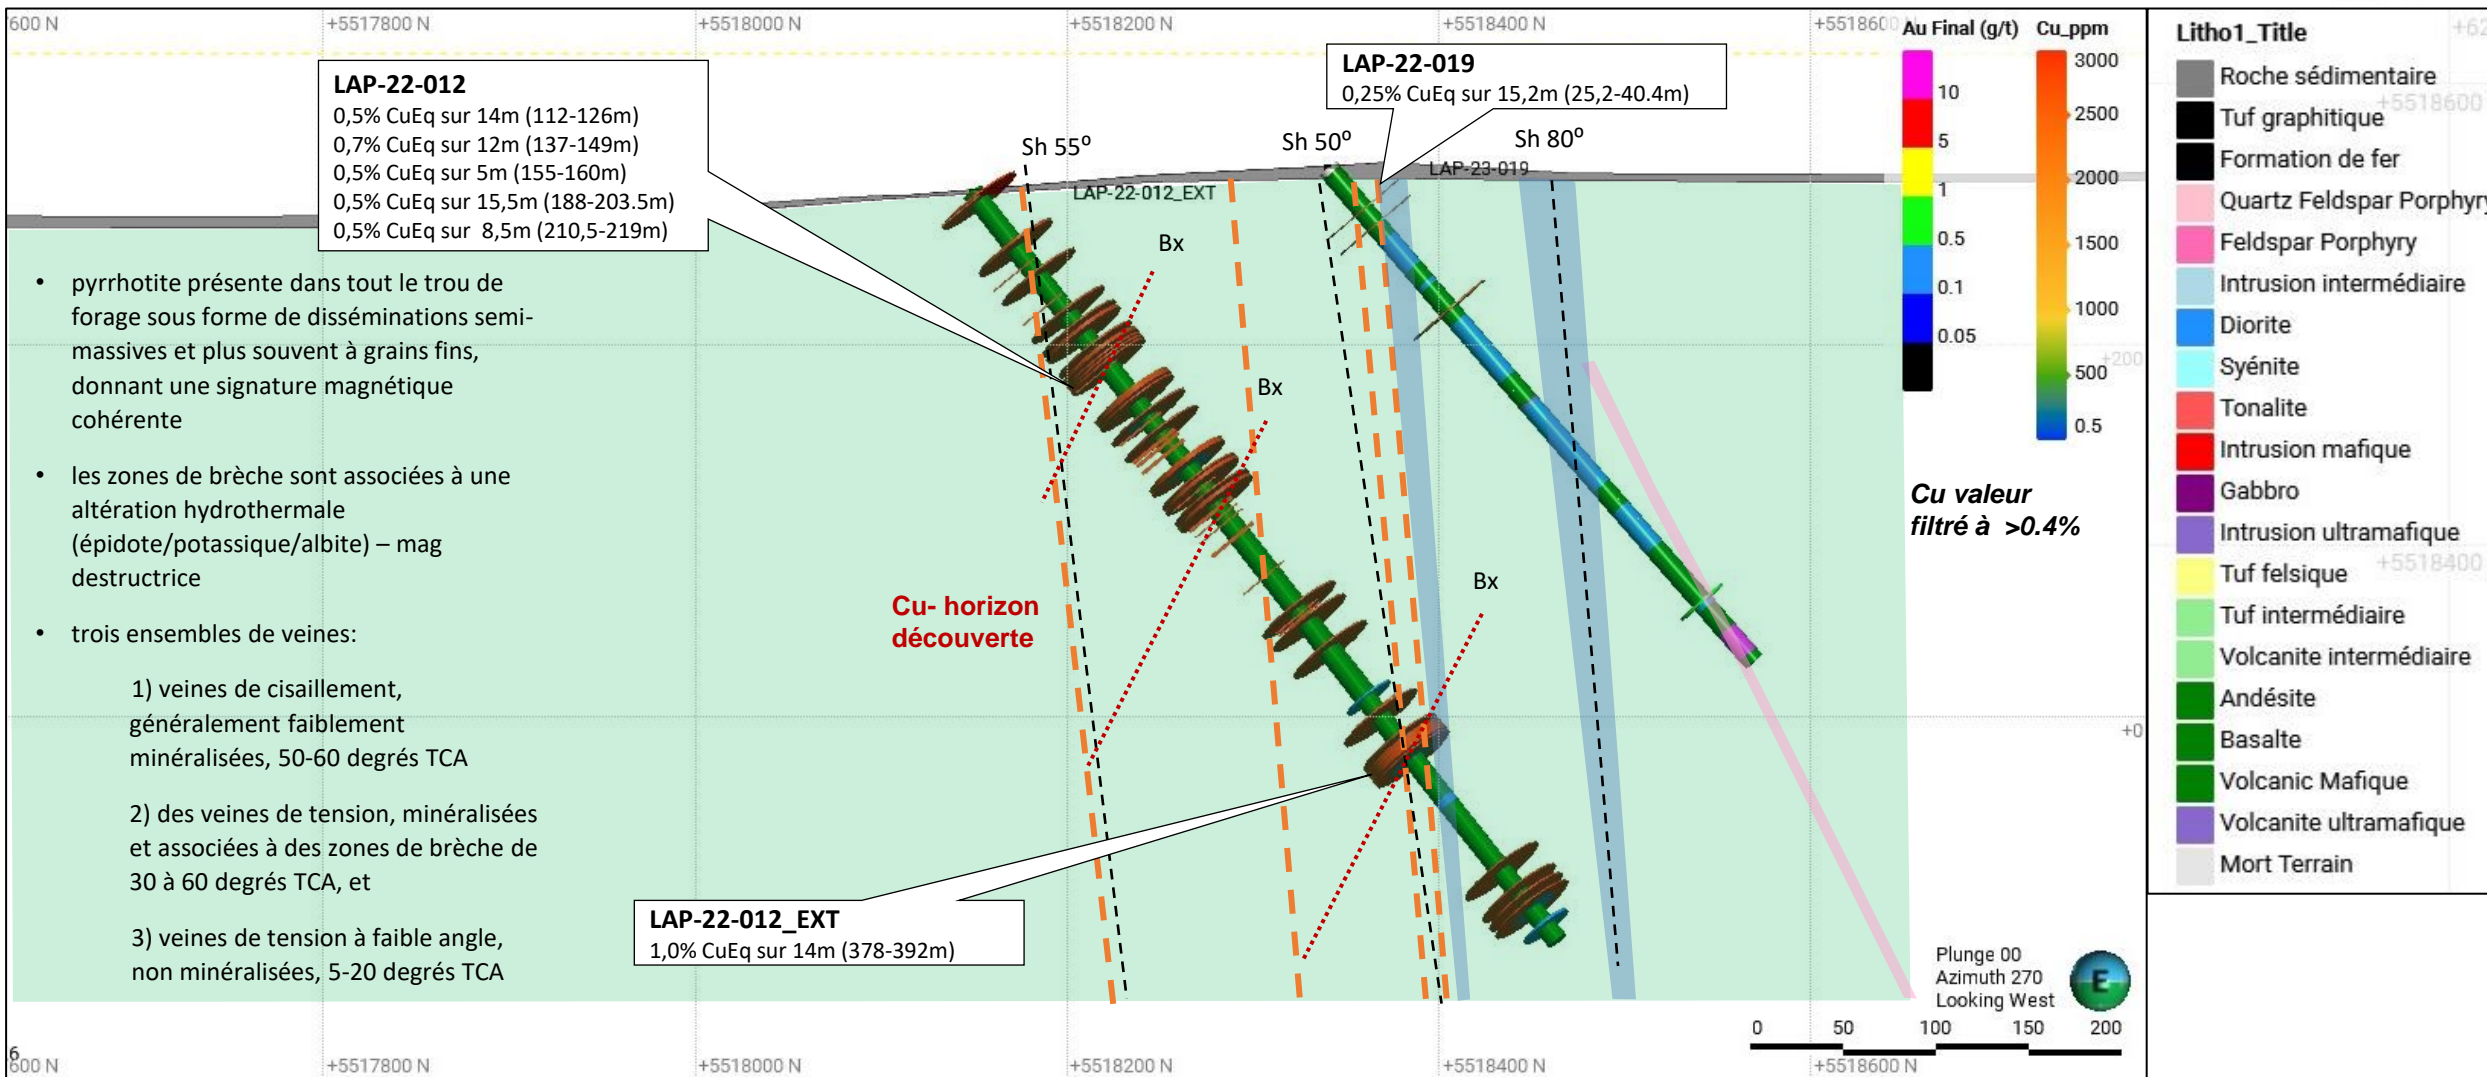 600 N
+5517800 N
+5518000 N
+5518200 N
+5518400 N
+5518600
LAP-22-012
0,5% CuEq sur 14m (112-126m)
0,7% CuEq sur 12m (137-149m)
0,5% CuEq sur 5m (155-160m)
0,5% CuEq sur 15,5m (188-203.5m)
0,5% CuEq sur 8,5m (210,5-219m)
LAP-22-019
0,25% CuEq sur 15,2m (25,2-40.4m)
Sh 55º
Sh 50º
Sh 80º
LAP-22-012_EXT
LAP-23-019
Bx
Bx
Bx
• pyrrhotite présente dans tout le trou de
forage sous forme de disséminations semi-
massives et plus souvent à grains fins,
donnant une signature magnétique
cohérente
• les zones de brèche sont associées à une
altération hydrothermale
(épidote/potassique/albite) – mag
destructrice
• trois ensembles de veines:
1) veines de cisaillement,
généralement faiblement
minéralisées, 50-60 degrés TCA
2) des veines de tension, minéralisées
et associées à des zones de brèche de
30 à 60 degrés TCA, et
3) veines de tension à faible angle,
non minéralisées, 5-20 degrés TCA
Cu- horizon
découverte
LAP-22-012_EXT
1,0% CuEq sur 14m (378-392m)
Au Final (g/t)
10
5
1
0.5
0.1
0.05
Cu_ppm
3000
2500
2000
1500
1000
500
0.5
+200
+0
Cu valeur
filtré à >0.4%
Plunge 00
Azimuth 270
Looking West
E
0 50 100 150 200
6
600 N
+5517800 N
+5518000 N
+5518200 N
+5518400 N
+5518600 N
Litho1_Title
+62
Roche sédimentaire
+5518600
Tuf graphitique
Formation de fer
Quartz Feldspar Porphyry
Feldspar Porphyry
Intrusion intermédiaire
Diorite
Syénite
Tonalite
Intrusion mafique
Gabbro
Intrusion ultramafique
Tuf felsique
+5518400
Tuf intermédiaire
Volcanite intermédiaire
Andésite
Basalte
Volcanic Mafique
Volcanite ultramafique
Mort Terrain